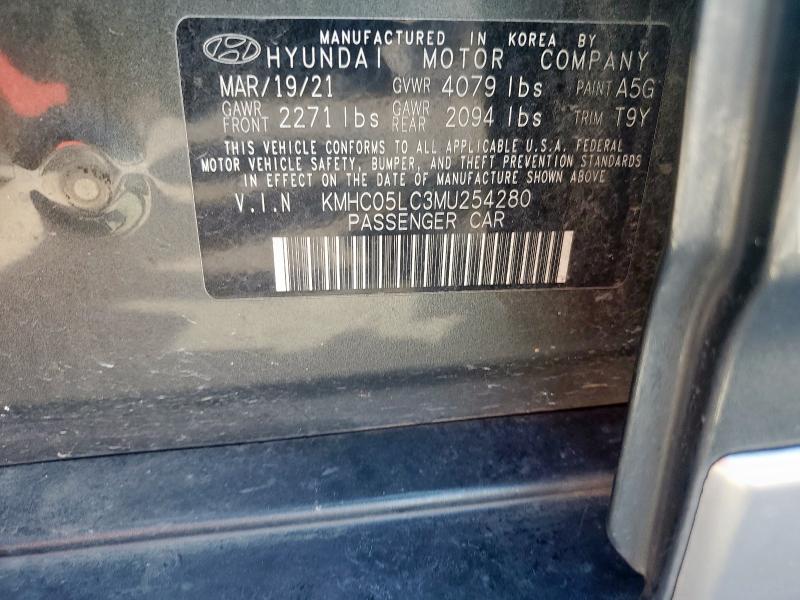 MANUFACTURED IN KOREA BY
HYUNDAI MOTOR COMPANY
MAR/19/21 GVWR 4079 lbs PAINT A5G
GAWR FRONT 2271 lbs GAWR REAR 2094 lbs TRIM T9Y
THIS VEHICLE CONFORMS TO ALL APPLICABLE U.S.A. FEDERAL
MOTOR VEHICLE SAFETY, BUMPER, AND THEFT PREVENTION STANDARDS
IN EFFECT ON THE DATE OF MANUFACTURE SHOWN ABOVE
V.I.N KMHC05LC3MU254280
PASSENGER CAR